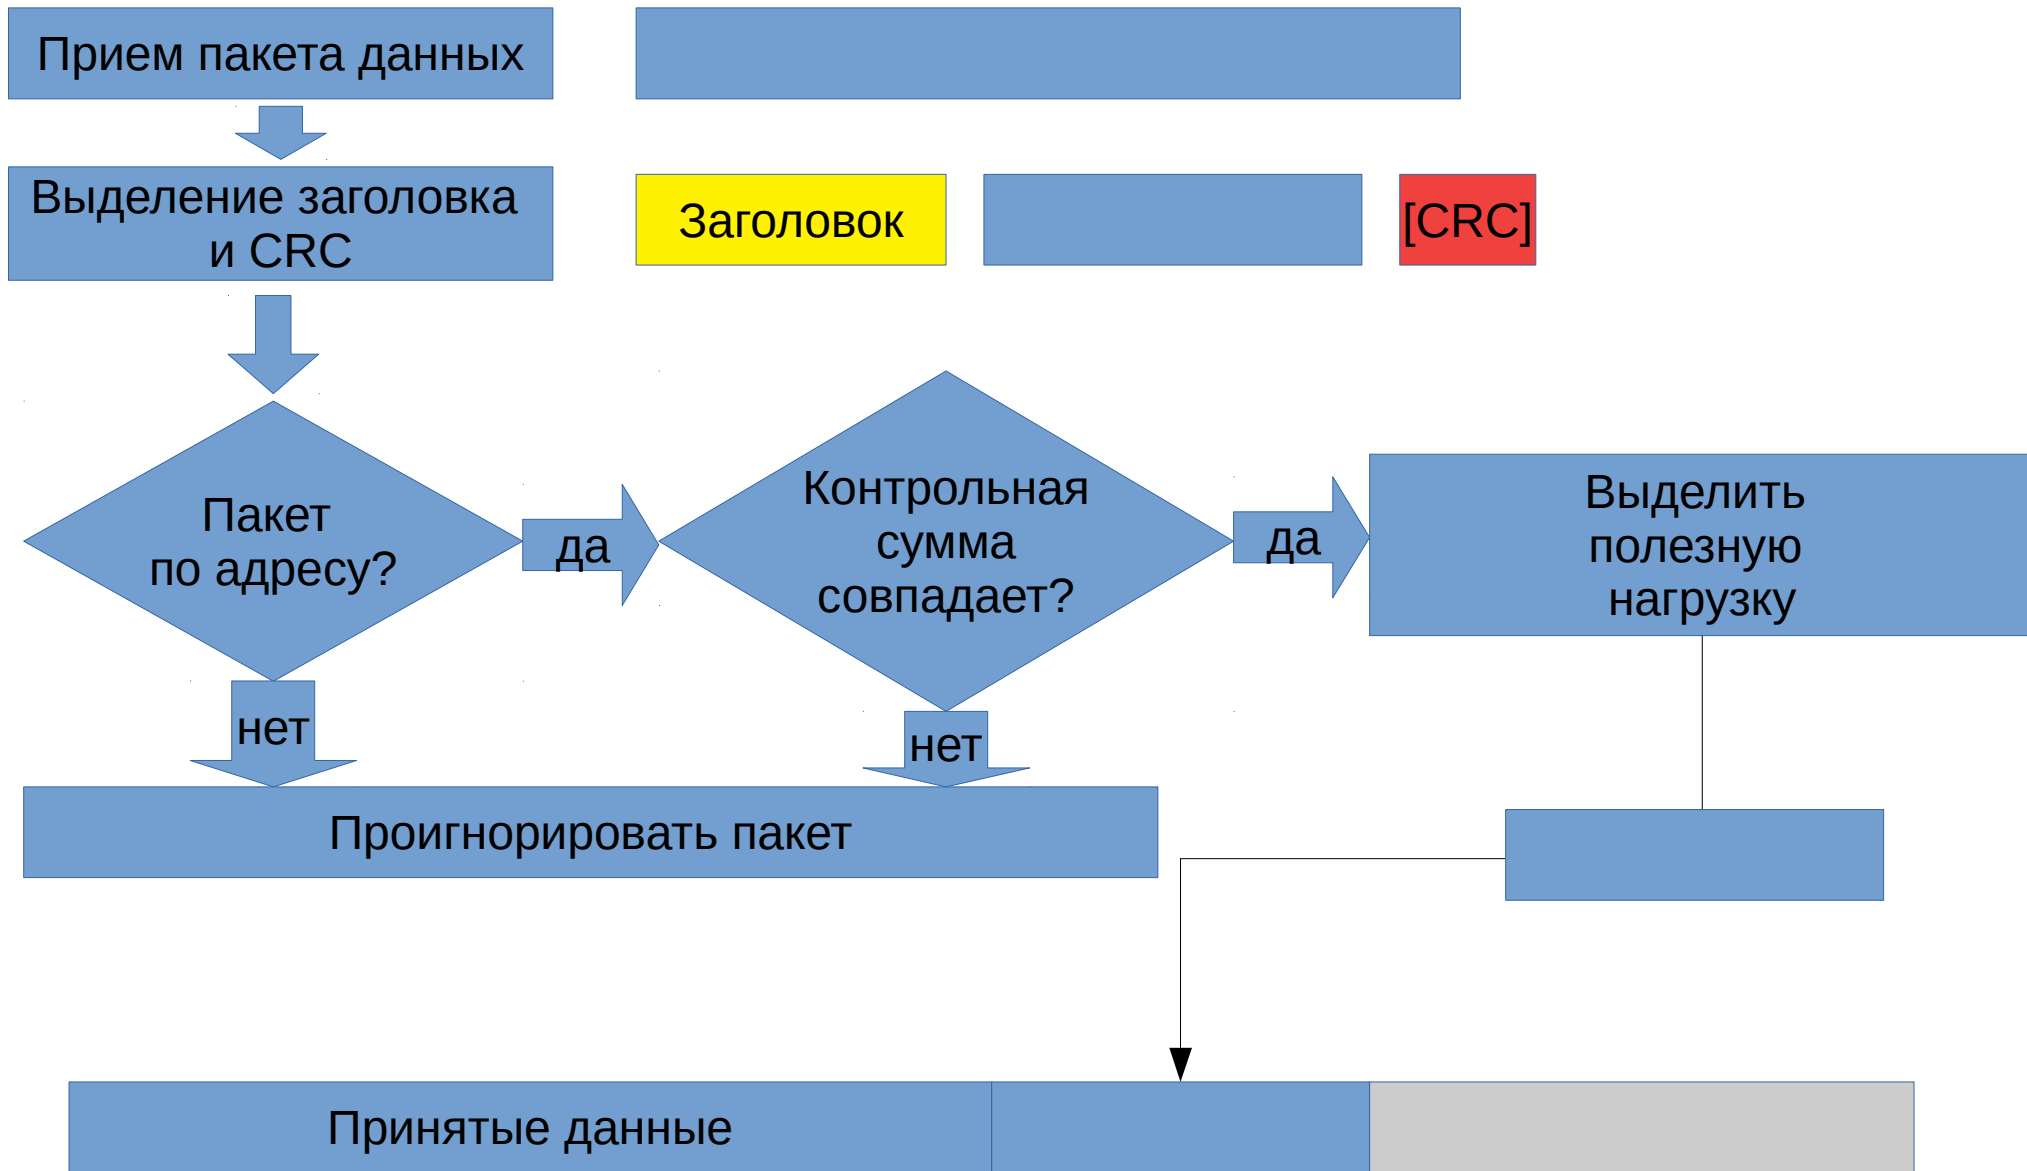 Прием пакета данных
Выделение заголовка
и CRC
Заголовок
[CRC]
Пакет
по адресу?
да
Контрольная
сумма
совпадает?
да
Выделить
полезную
нагрузку
нет
нет
Проигнорировать пакет
Принятые данные